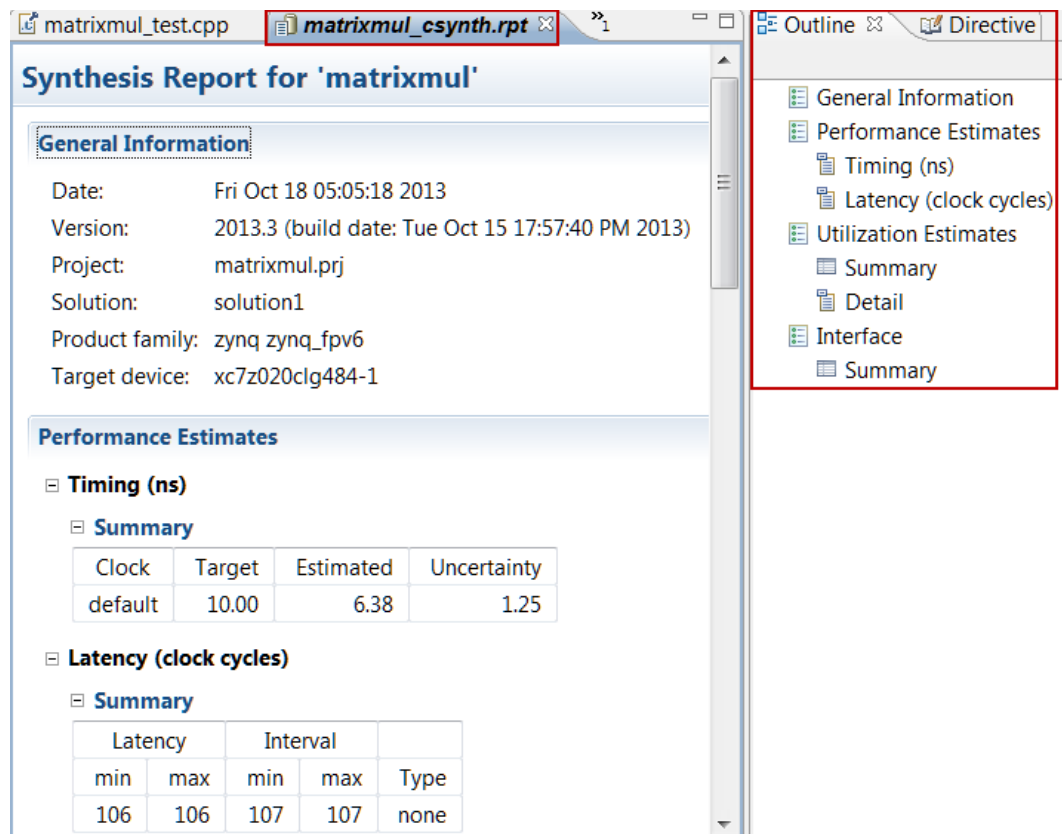 matrixmul_test.cpp
matrixmul_csynth.rpt
»1
Synthesis Report for 'matrixmul'
General Information
Date: Fri Oct 18 05:05:18 2013
Version: 2013.3 (build date: Tue Oct 15 17:57:40 PM 2013)
Project: matrixmul.prj
Solution: solution1
Product family: zynq zynq_fpv6
Target device: xc7z020clg484-1
Performance Estimates
Timing (ns)
Summary
Clock Target Estimated Uncertainty
default 10.00 6.38 1.25
Latency (clock cycles)
Summary
Latency Interval
min max min max Type
106 106 107 107 none
Outline
Directive
General Information
Performance Estimates
Timing (ns)
Latency (clock cycles)
Utilization Estimates
Summary
Detail
Interface
Summary